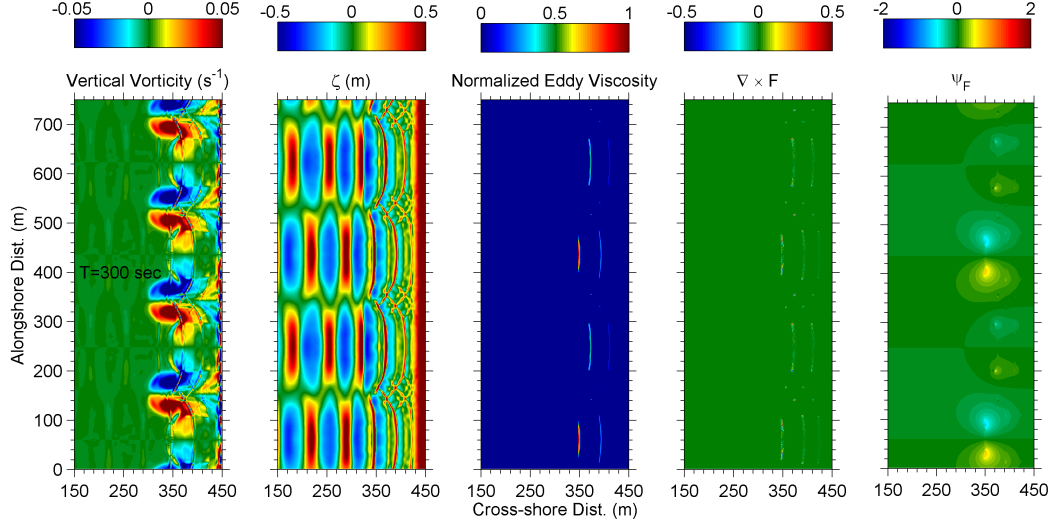 -0.05 0 0.05
-0.5 0 0.5
0 0.5 1
-0.5 0 0.5
-2 0 2
Vertical Vorticity (s⁻¹)
ζ (m)
Normalized Eddy Viscosity
∇ × F
Ψ_F
Alongshore Dist. (m)
700
600
500
400
300
200
100
0
T=300 sec
150 250 350 450
150 250 350 450
150 250 350 450
150 250 350 450
150 250 350 450
Cross-shore Dist. (m)